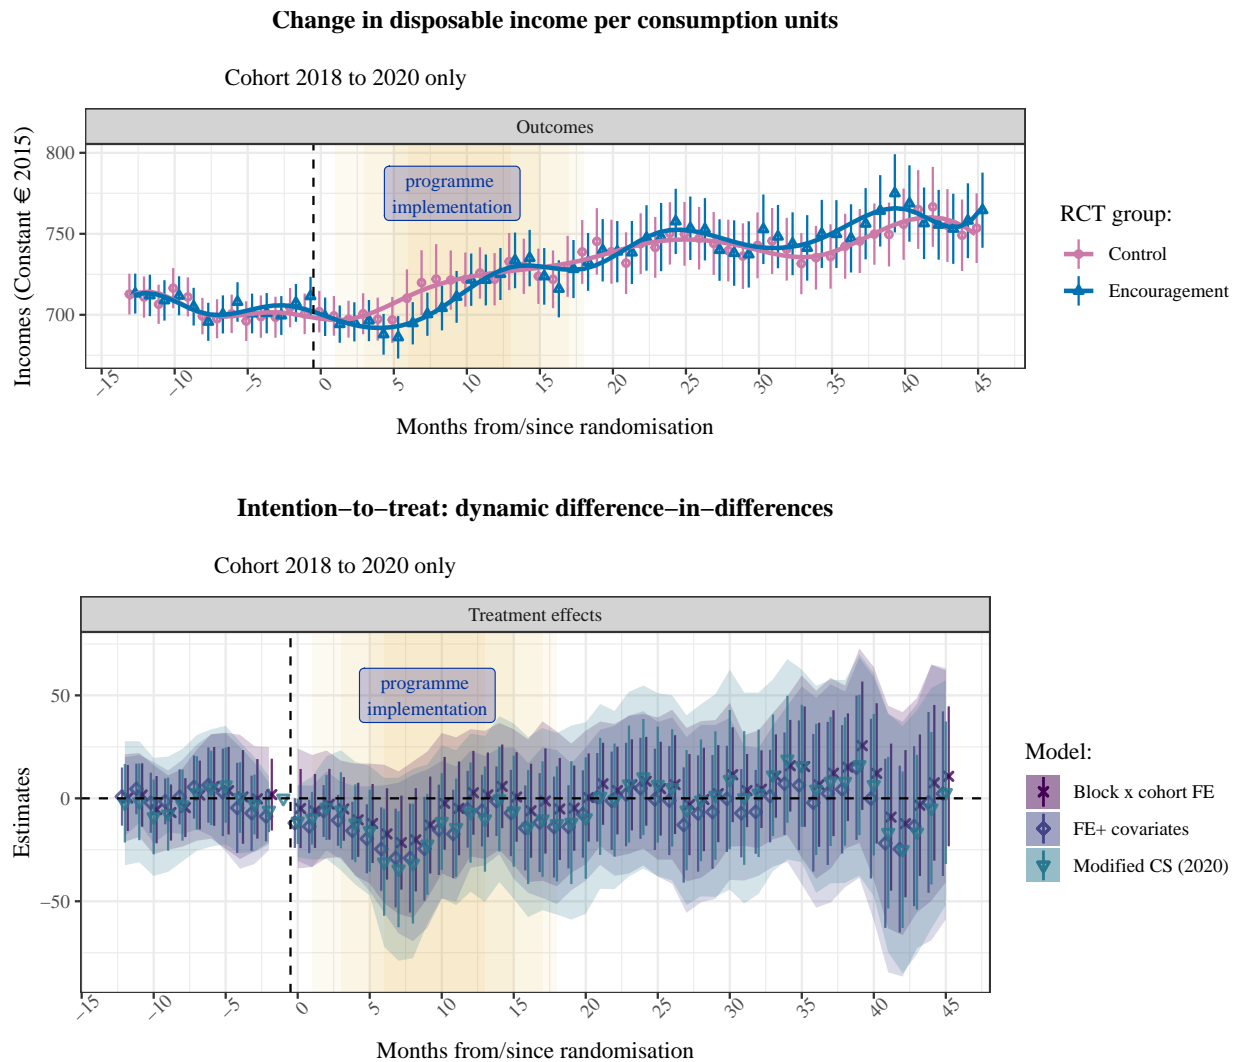 Change in disposable income per consumption units
Cohort 2018 to 2020 only
Outcomes
Incomes (Constant € 2015)
800
750
700
programme
implementation
−15
−10
−5
0
5
10
15
20
25
30
35
40
45
Months from/since randomisation
RCT group:
Control
Encouragement
Intention−to−treat: dynamic difference−in−differences
Cohort 2018 to 2020 only
Treatment effects
Estimates
50
0
−50
programme
implementation
−15
−10
−5
0
5
10
15
20
25
30
35
40
45
Months from/since randomisation
Model:
Block x cohort FE
FE+ covariates
Modified CS (2020)